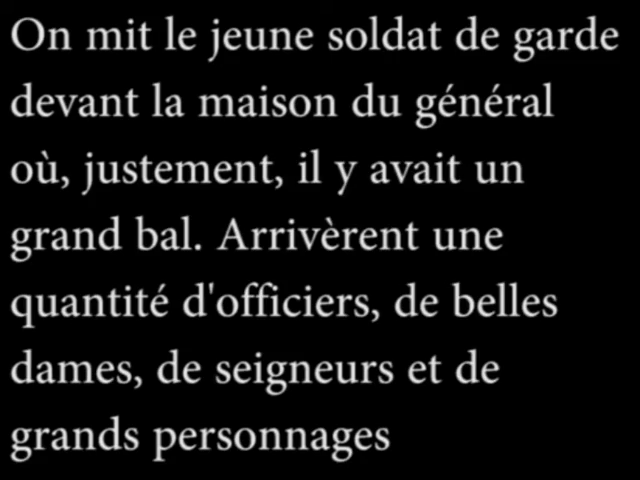 On mit le jeune soldat de garde
devant la maison du général
où, justement, il y avait un
grand bal. Arrivèrent une
quantité d'officiers, de belles
dames, de seigneurs et de
grands personnages